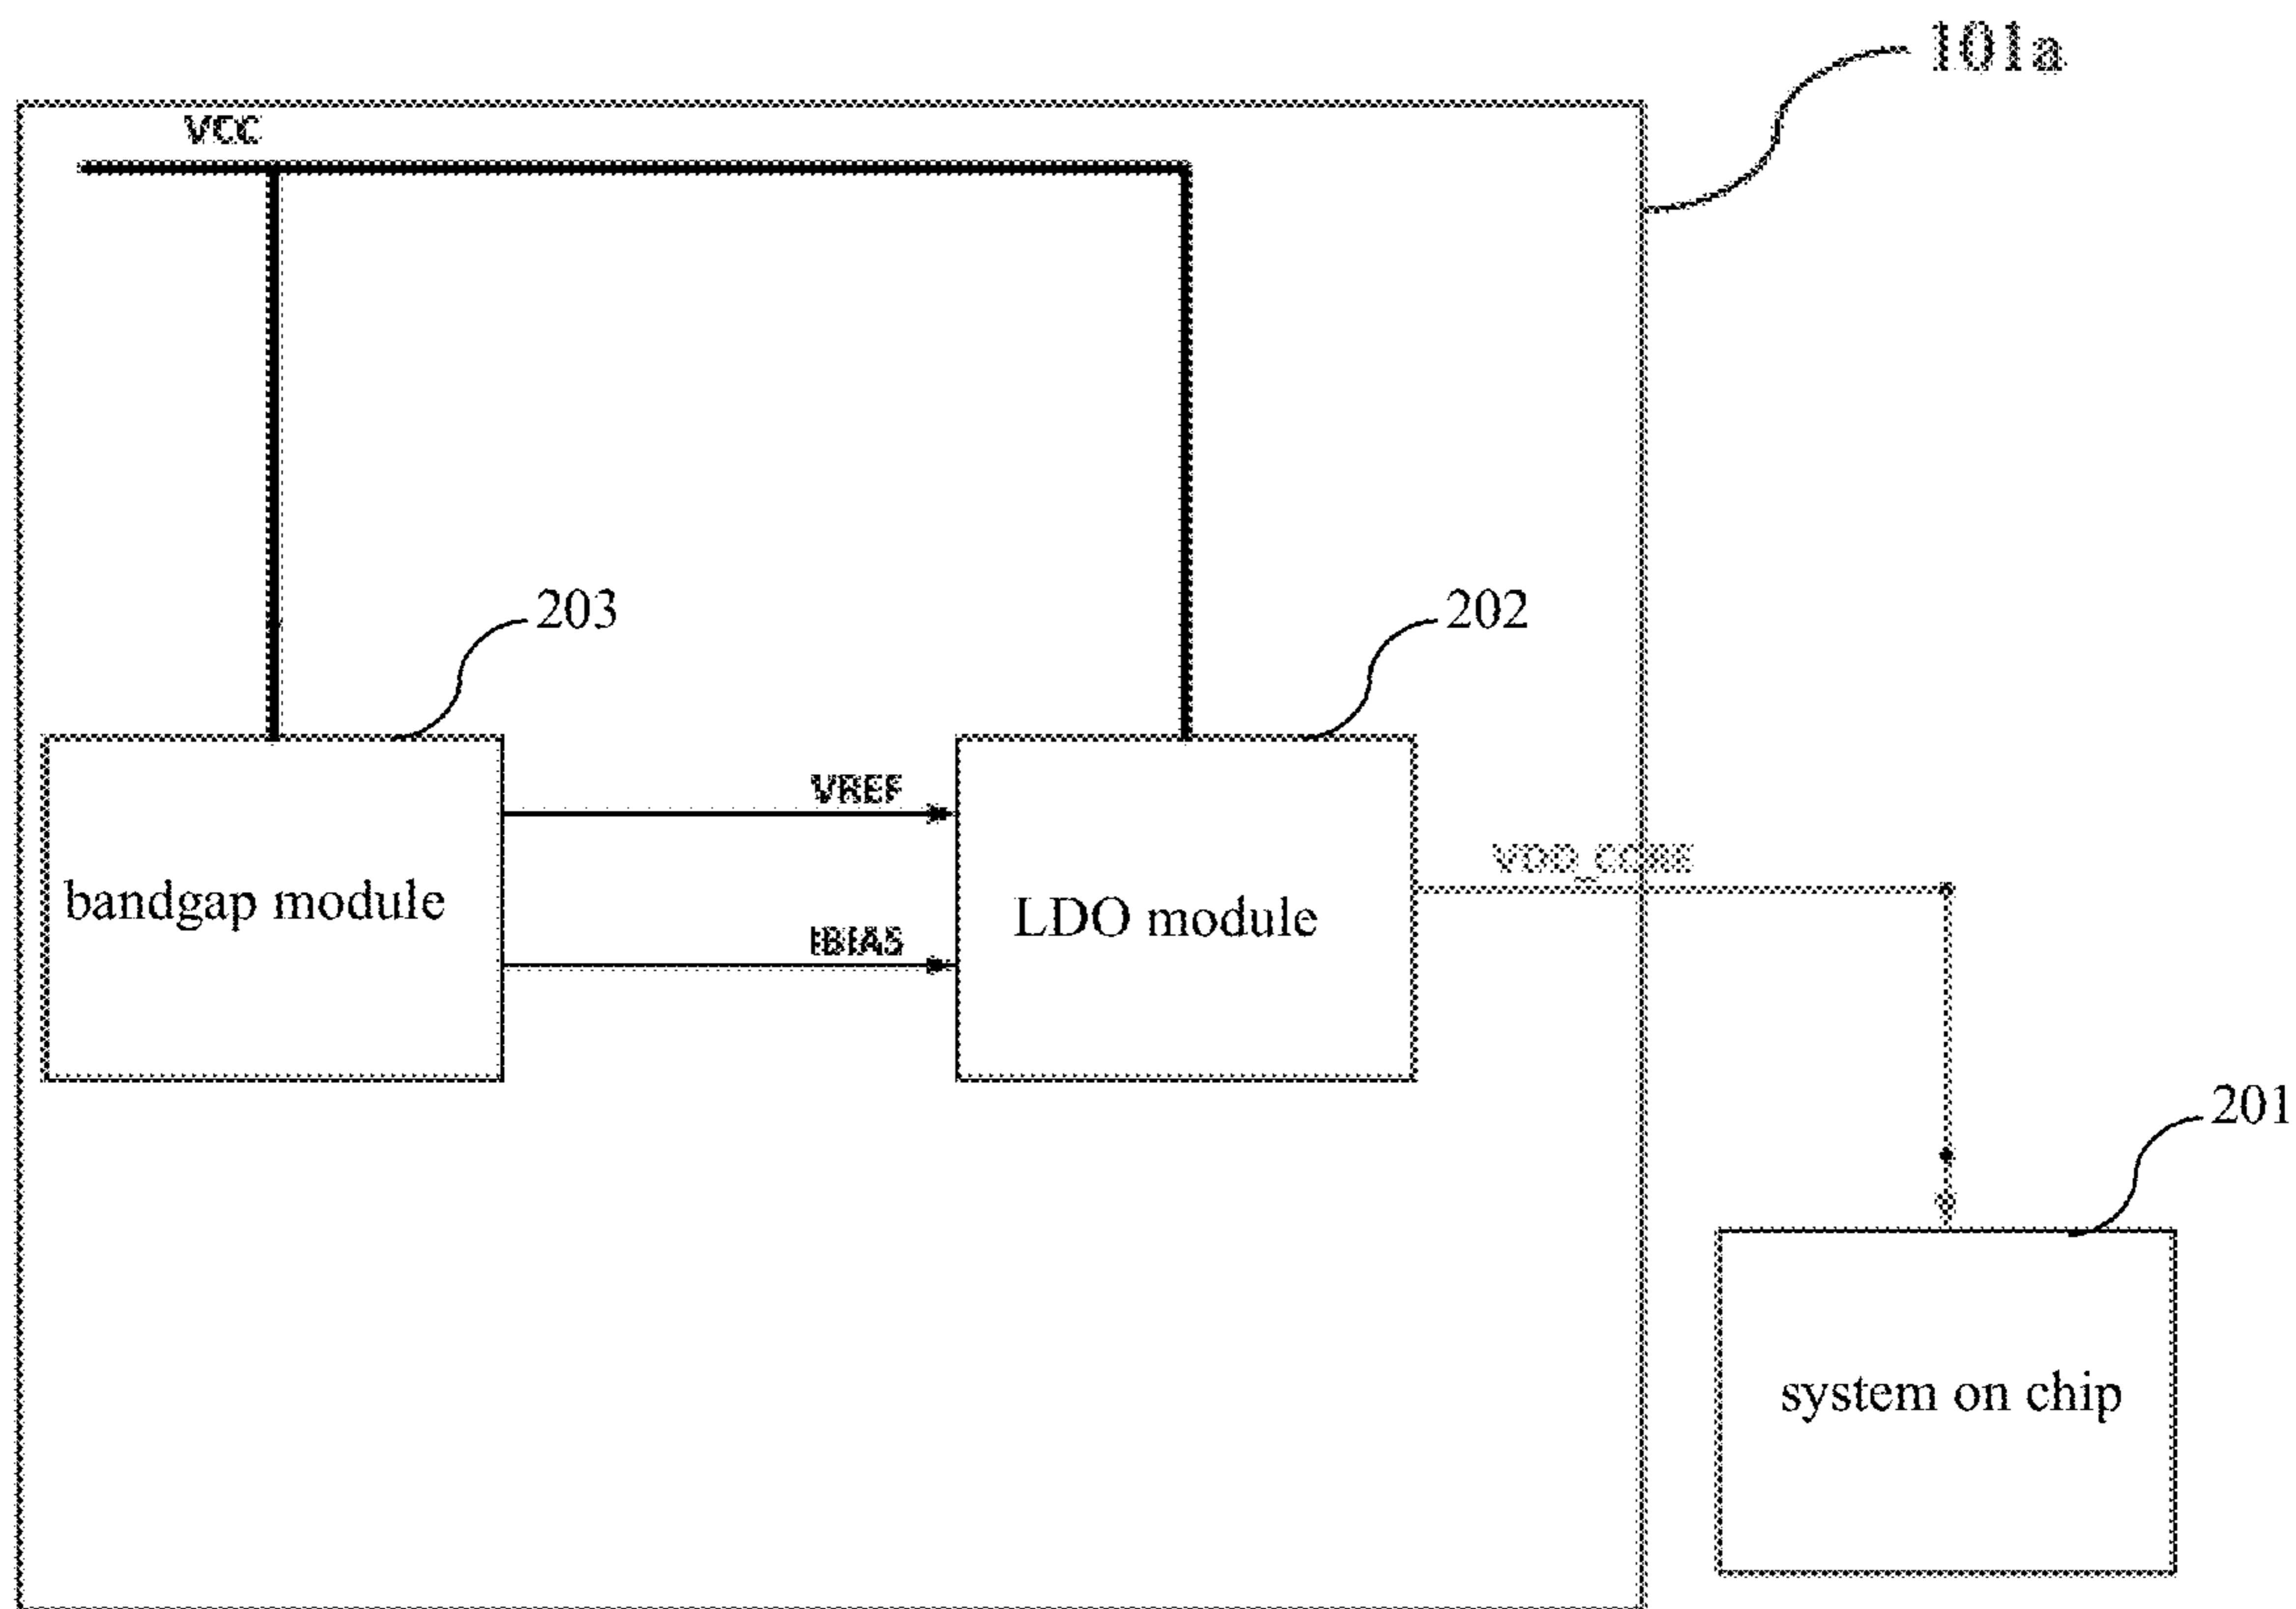 101a
VCC
203
202
VREF
bandgap module
LDO module
VDD_CORE
IBIAS
201
system on chip